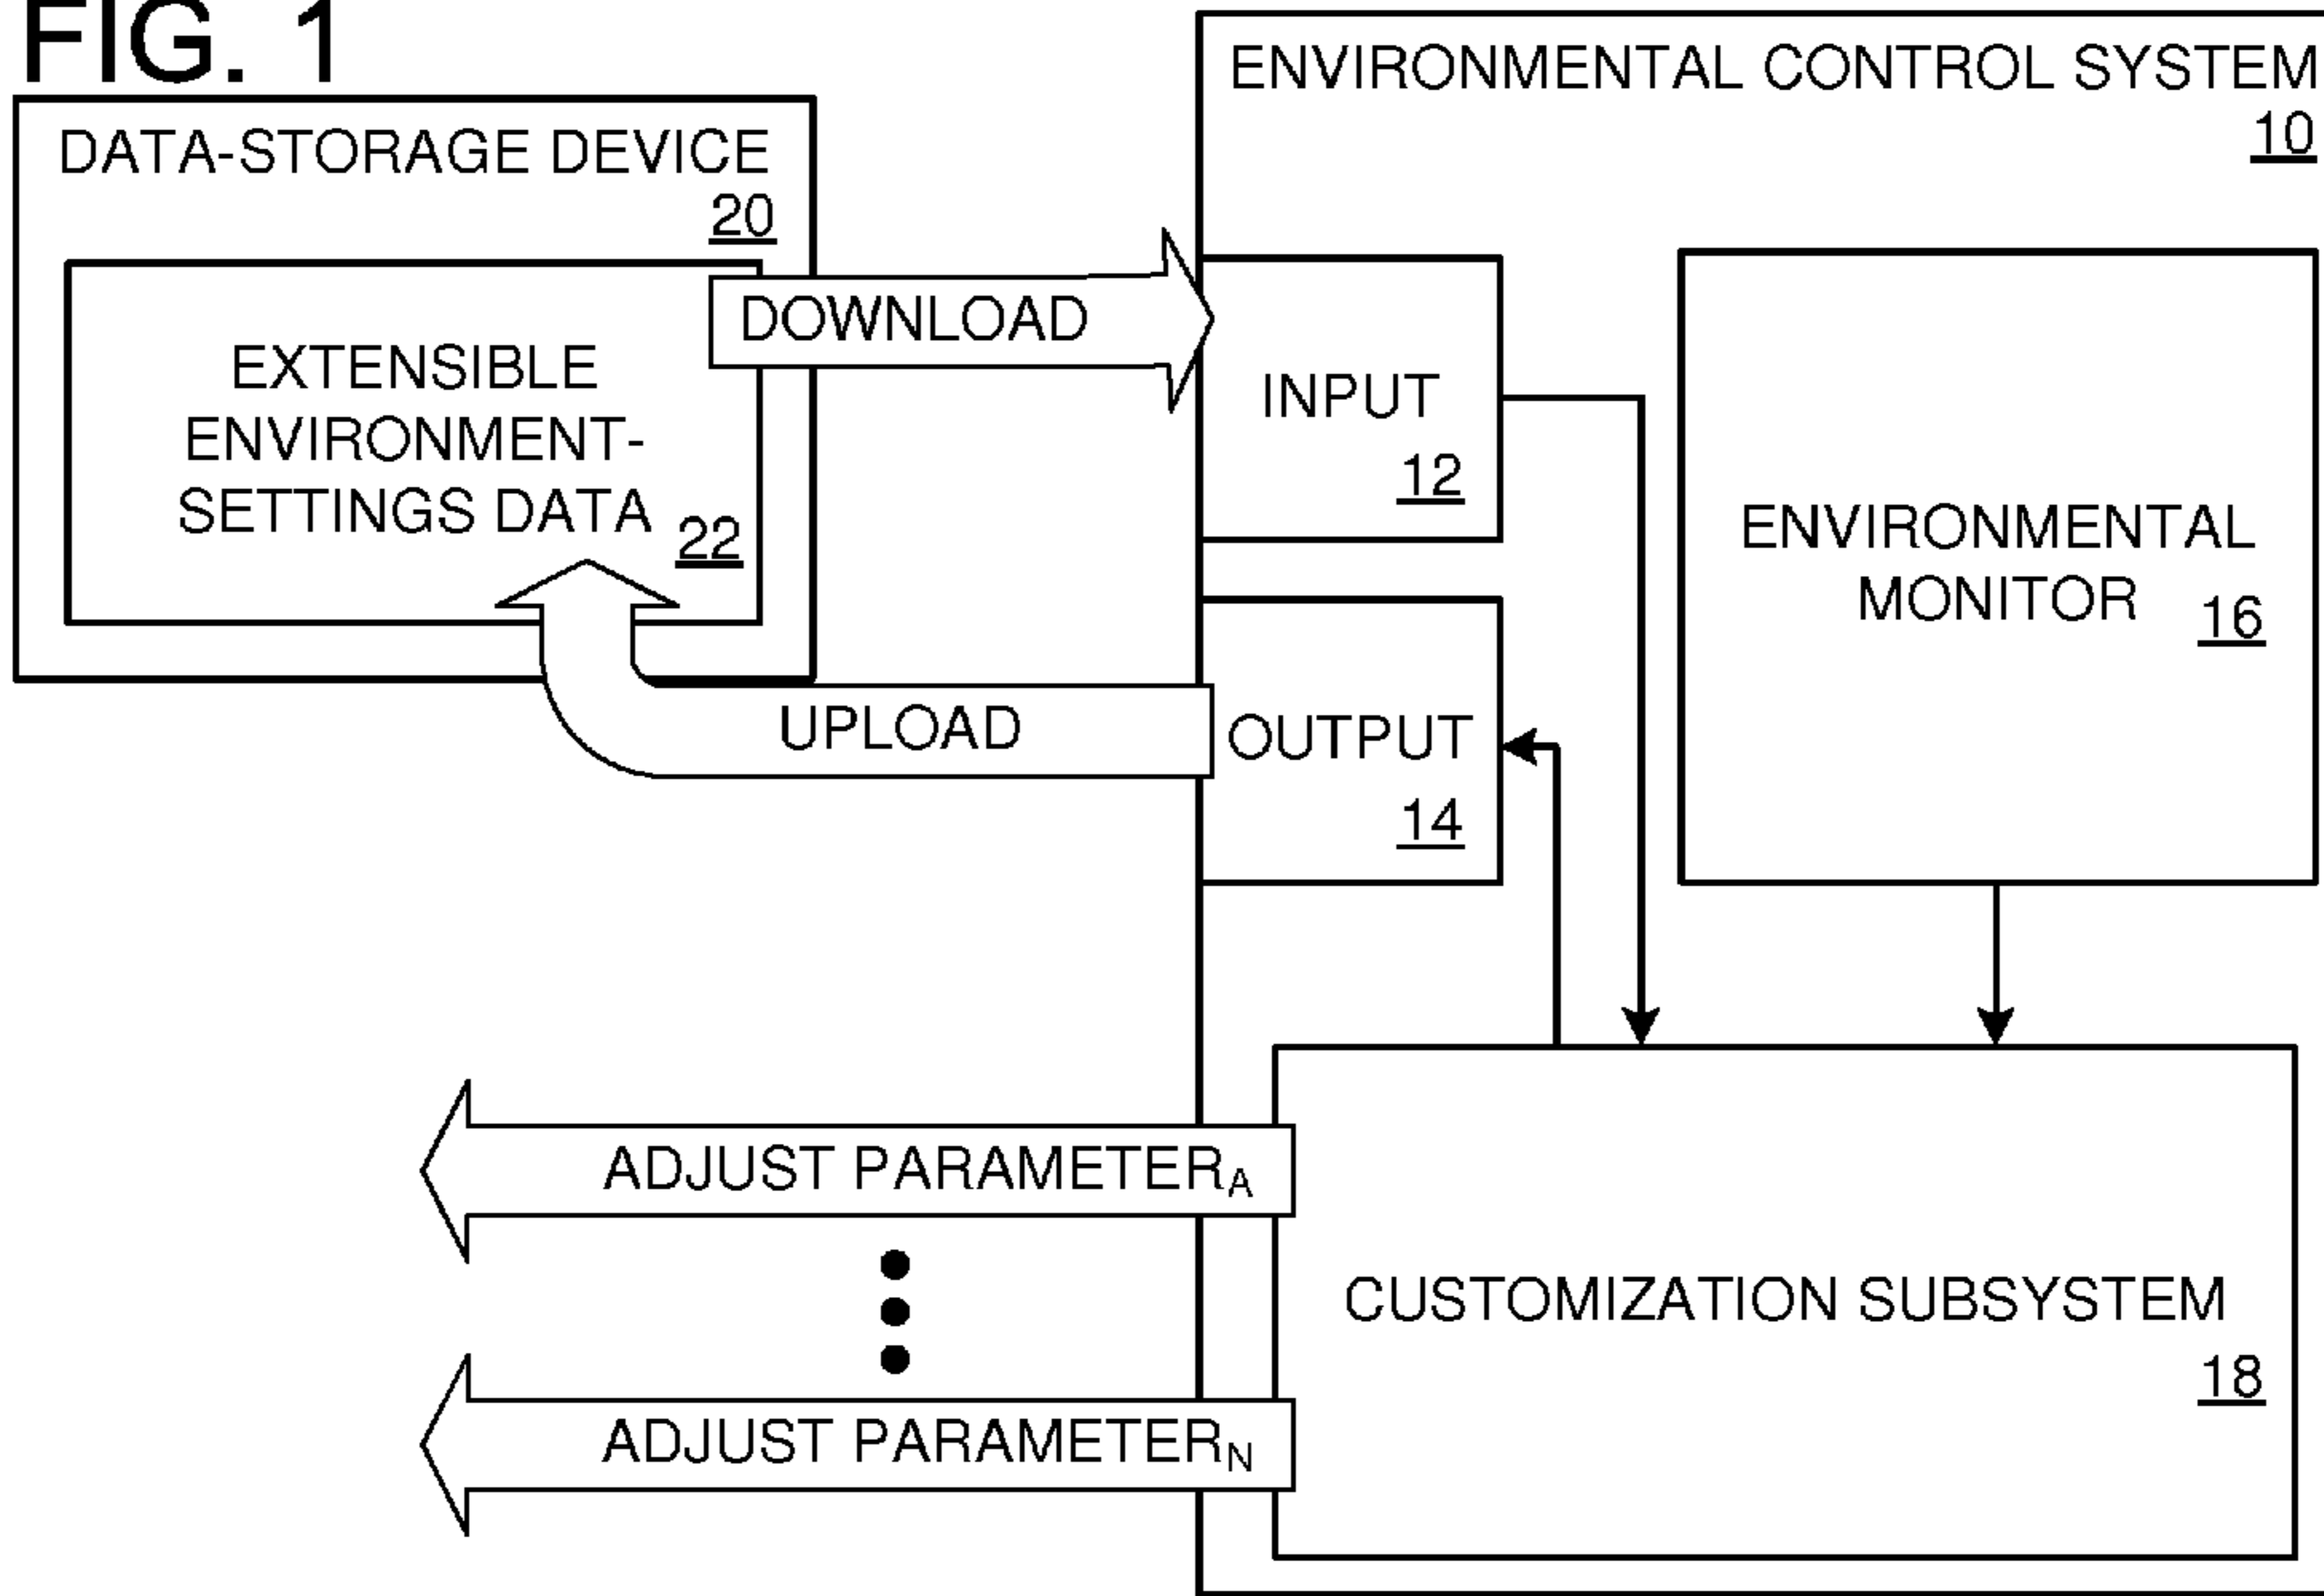 FIG. 1
DATA-STORAGE DEVICE
20
EXTENSIBLE
ENVIRONMENT-
SETTINGS DATA 22
DOWNLOAD
UPLOAD
ENVIRONMENTAL CONTROL SYSTEM
10
INPUT
12
OUTPUT
14
ENVIRONMENTAL
MONITOR 16
ADJUST PARAMETERA
ADJUST PARAMETERN
CUSTOMIZATION SUBSYSTEM
18